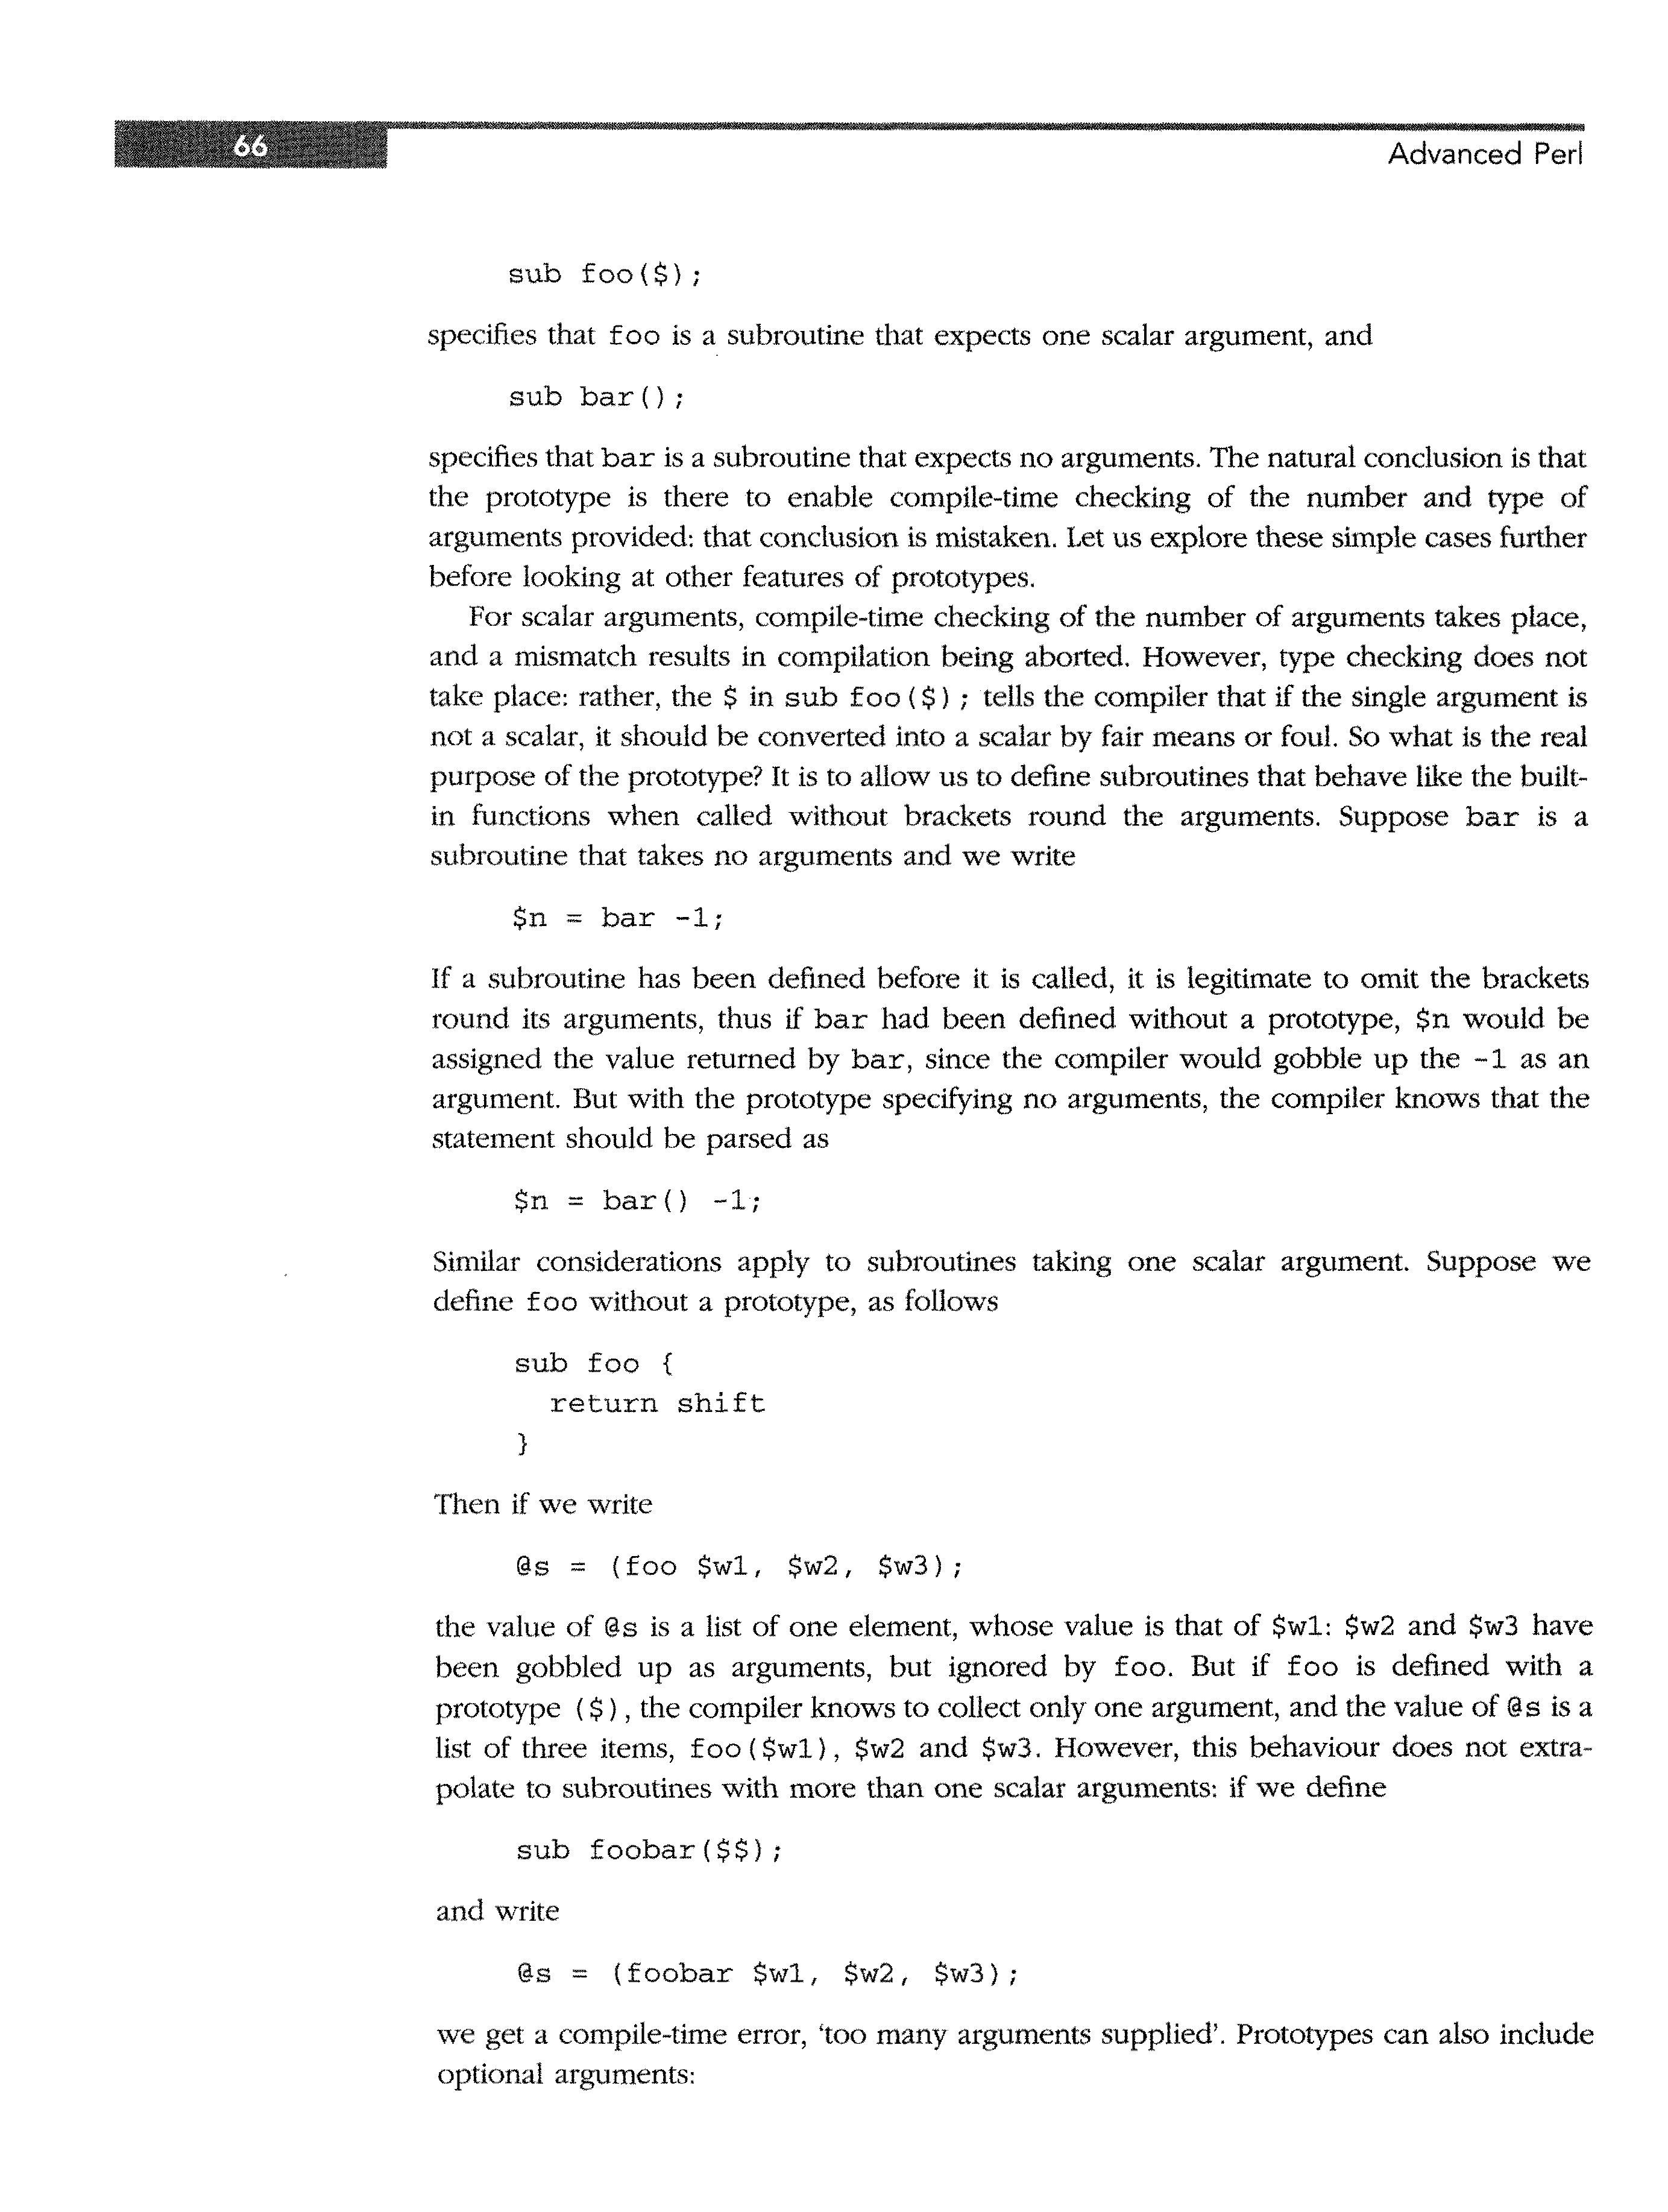 66
Advanced Perl
sub foo($);
specifies that foo is a subroutine that expects one scalar argument, and
sub bar();
specifies that bar is a subroutine that expects no arguments. The natural conclusion is that
the prototype is there to enable compile-time checking of the number and type of
arguments provided: that conclusion is mistaken. Let us explore these simple cases further
before looking at other features of prototypes.
For scalar arguments, compile-time checking of the number of arguments takes place,
and a mismatch results in compilation being aborted. However, type checking does not
take place: rather, the $ in sub foo($); tells the compiler that if the single argument is
not a scalar, it should be converted into a scalar by fair means or foul. So what is the real
purpose of the prototype? It is to allow us to define subroutines that behave like the built-
in functions when called without brackets round the arguments. Suppose bar is a
subroutine that takes no arguments and we write
$n = bar -1;
If a subroutine has been defined before it is called, it is legitimate to omit the brackets
round its arguments, thus if bar had been defined without a prototype, $n would be
assigned the value returned by bar, since the compiler would gobble up the -1 as an
argument. But with the prototype specifying no arguments, the compiler knows that the
statement should be parsed as
$n = bar() -1;
Similar considerations apply to subroutines taking one scalar argument. Suppose we
define foo without a prototype, as follows
sub foo {
return shift
}
Then if we write
@s = (foo $w1, $w2, $w3);
the value of @s is a list of one element, whose value is that of $w1: $w2 and $w3 have
been gobbled up as arguments, but ignored by foo. But if foo is defined with a
prototype ($), the compiler knows to collect only one argument, and the value of @s is a
list of three items, foo($w1), $w2 and $w3. However, this behaviour does not extra-
polate to subroutines with more than one scalar arguments: if we define
sub foobar($$);
and write
@s = (foobar $w1, $w2, $w3);
we get a compile-time error, ‘too many arguments supplied’. Prototypes can also include
optional arguments: